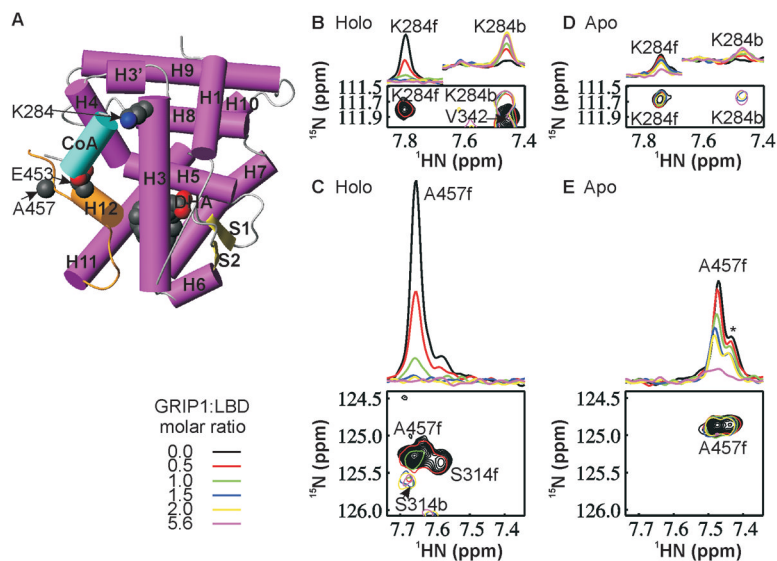 A
H9
H3'
H1
H4
K284
H10
H8
CoA
E453
H5
H3
H7
A457
H12
DHA
S1
H11
S2
H6
GRIP1:LBD
molar ratio
0.0
0.5
1.0
1.5
2.0
5.6
B Holo
K284f K284b
111.5
111.7
111.9
15N (ppm)
K284f K284b
V342
7.8 7.6 7.4
1HN (ppm)
C Holo
A457f
124.5
125.0
125.5
126.0
15N (ppm)
A457f
S314f
S314b
7.7 7.6 7.5 7.4
1HN (ppm)
D Apo
K284f K284b
111.5
111.7
111.9
15N (ppm)
K284f K284b
7.8 7.6 7.4
1HN (ppm)
E Apo
A457f
*
124.5
125.0
125.5
126.0
15N (ppm)
A457f
7.7 7.6 7.5 7.4
1HN (ppm)